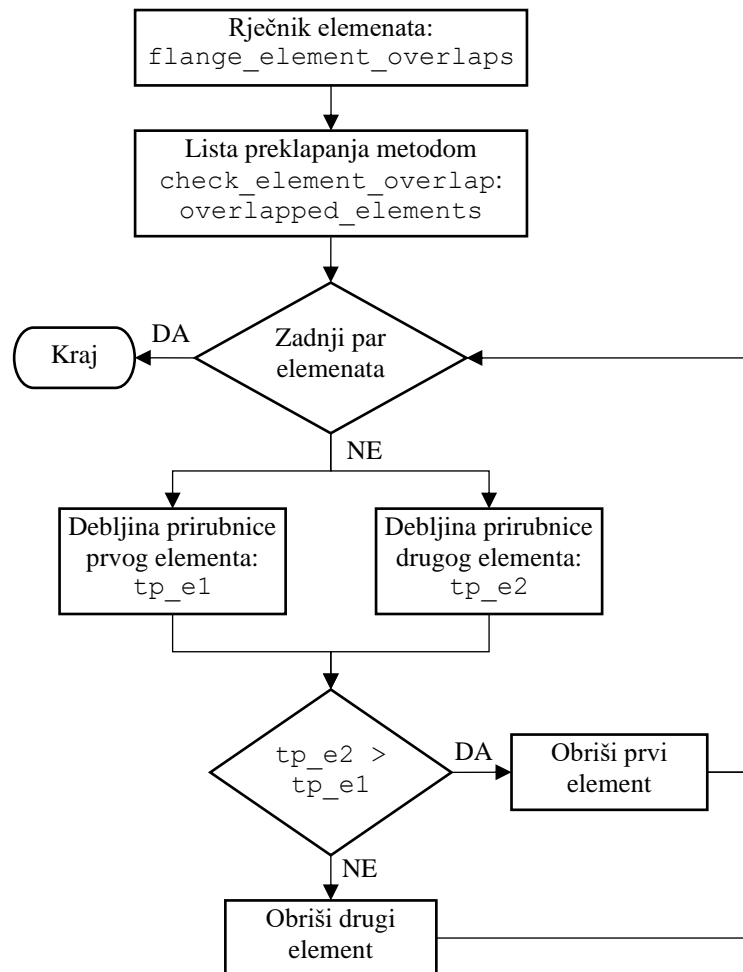 Rječnik elemenata:
flange_element_overlaps
Lista preklapanja metodom
check_element_overlap:
overlapped_elements
Zadnji par
elemenata
DA
Kraj
NE
Debljina prirubnice
prvog elementa:
tp_e1
Debljina prirubnice
drugog elementa:
tp_e2
tp_e2 >
tp_e1
DA
Obriši prvi
element
NE
Obriši drugi
element